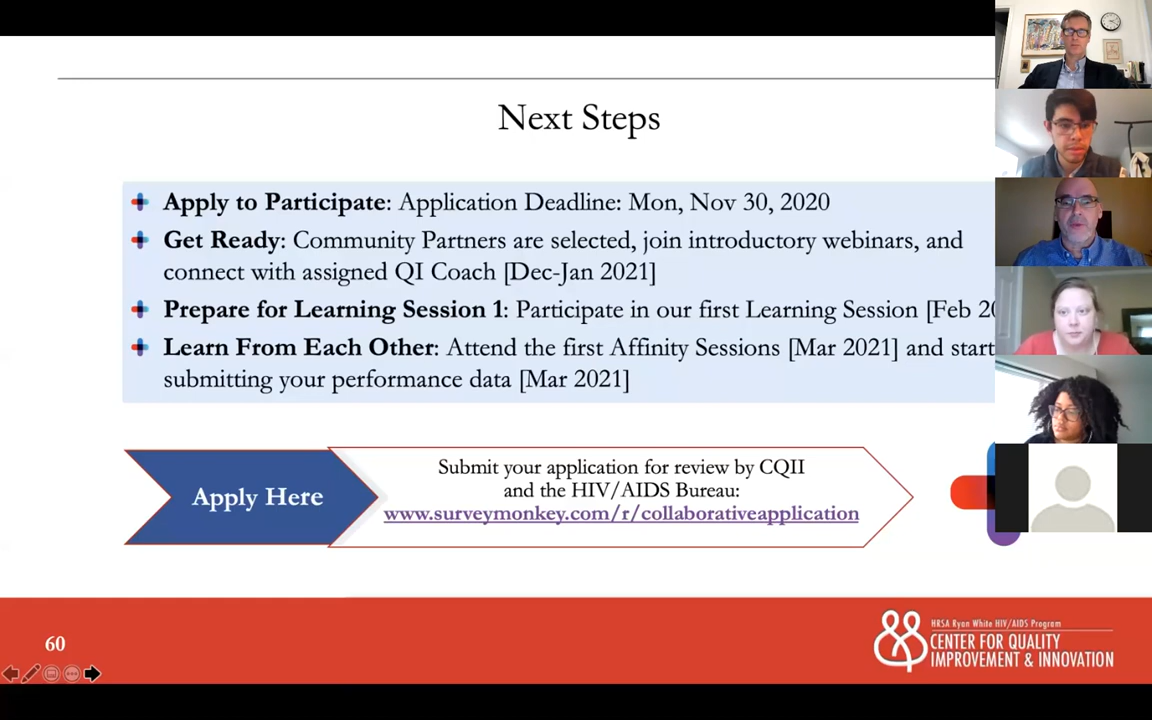 Next Steps
Apply to Participate: Application Deadline: Mon, Nov 30, 2020
Get Ready: Community Partners are selected, join introductory webinars, and
connect with assigned QI Coach [Dec-Jan 2021]
Prepare for Learning Session 1: Participate in our first Learning Session [Feb 20
Learn From Each Other: Attend the first Affinity Sessions [Mar 2021] and start
submitting your performance data [Mar 2021]
Apply Here
Submit your application for review by CQII
and the HIV/AIDS Bureau:
www.surveymonkey.com/r/collaborativeapplication
60
HRSA Ryan White HIV/AIDS Program
CENTER FOR QUALITY
IMPROVEMENT & INNOVATION